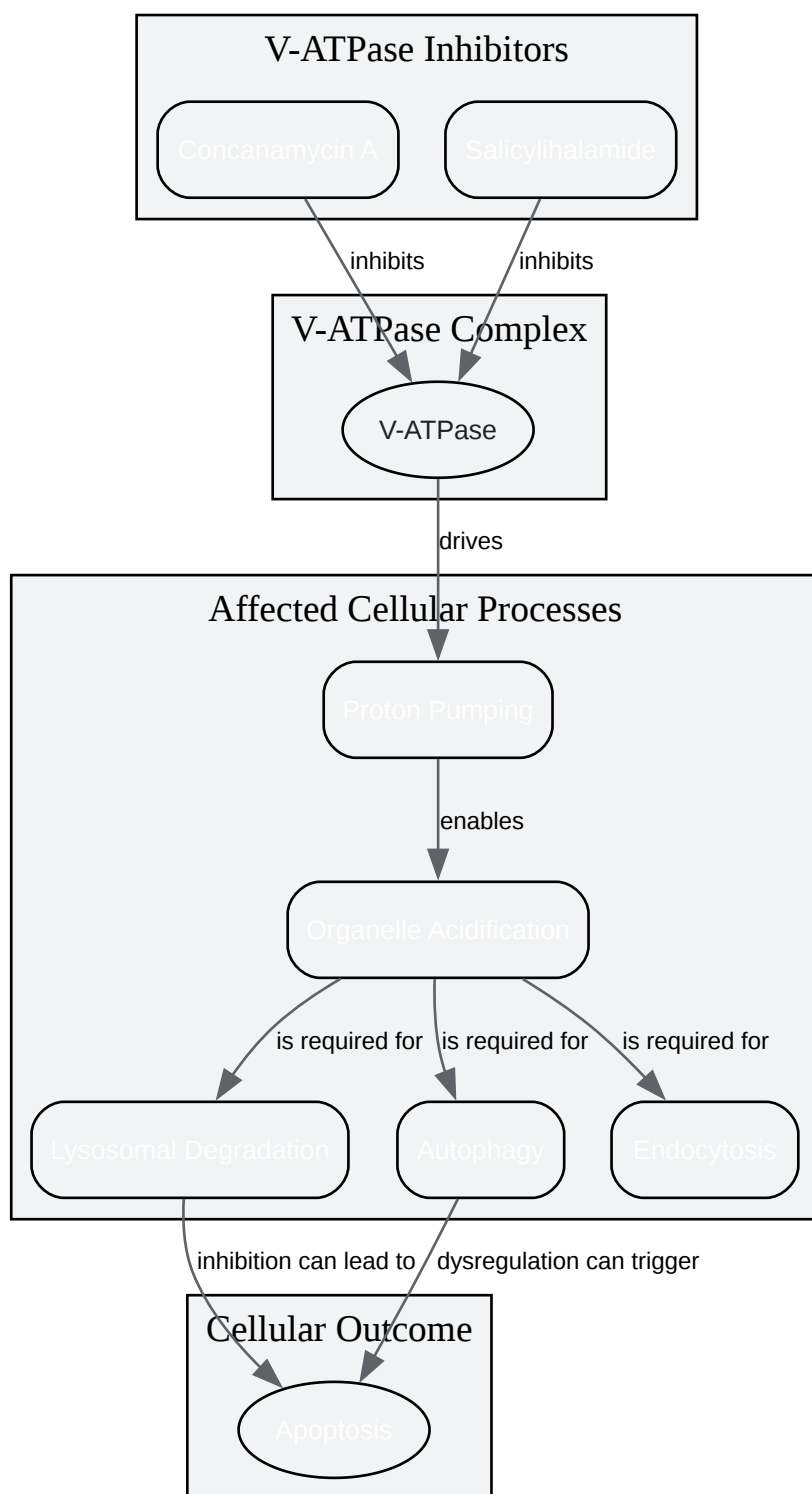 V-ATPase Inhibitors
Concanamycin A
Salicylihalamide
inhibits
inhibits
V-ATPase Complex
V-ATPase
drives
Affected Cellular Processes
Proton Pumping
enables
Organelle Acidification
is required for
is required for
is required for
Lysosomal Degradation
Autophagy
Endocytosis
inhibition can lead to
dysregulation can trigger
Cellular Outcome
Apoptosis